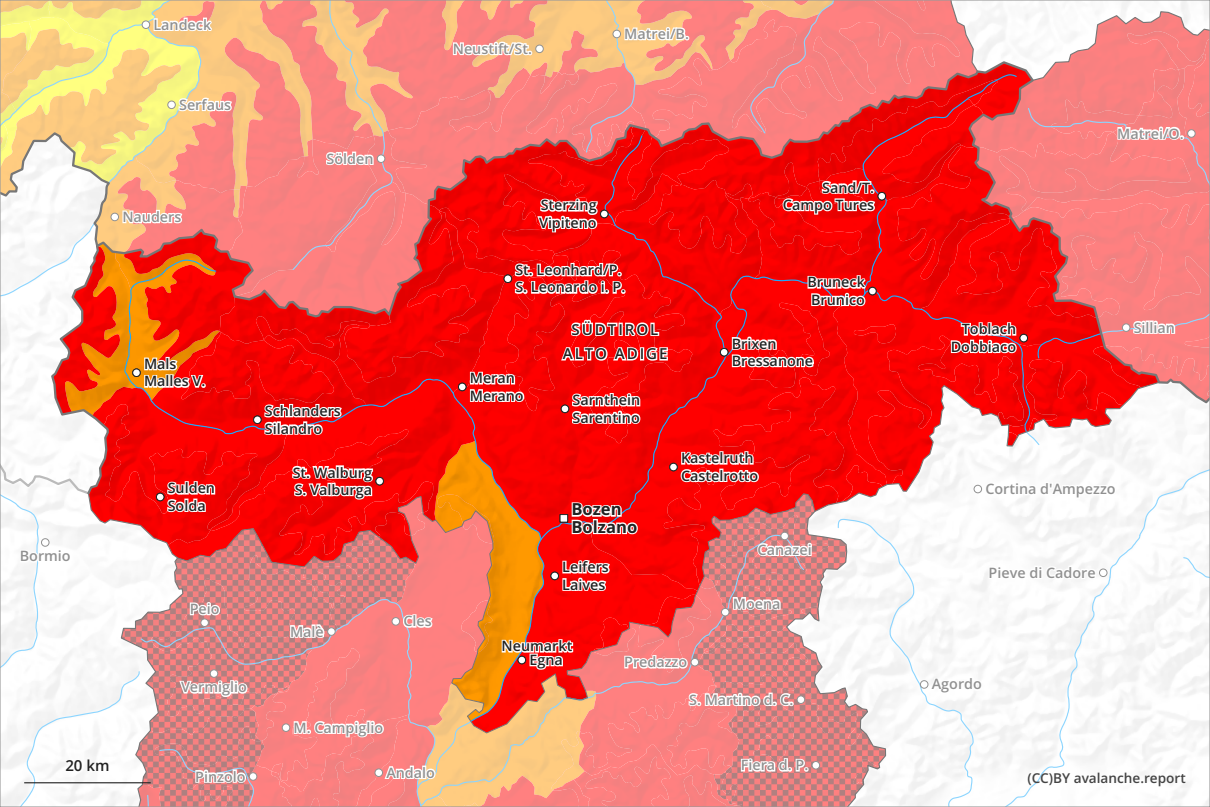 Landeck
Matrei/B.
Neustift/St.
Serfaus
Matrei/O.
Sölden
Sand/T.
Campo Tures
Nauders
Sterzing
Vipiteno
St. Leonhard/P.
S. Leonardo i. P.
Bruneck
Brunico
SÜDTIROL
ALTO ADIGE
Toblach
Dobbiaco
Sillian
Brixen
Bressanone
Mals
Malles V.
Meran
Merano
Schlanders
Silandro
Sarnthein
Sarentino
Kastelruth
Castelrotto
St. Walburg
S. Valburga
Sulden
Solda
Cortina d'Ampezzo
Bozen
Bolzano
Bormio
Canazei
Leifers
Laives
Pieve di Cadore
Peio
Moena
Malè
Cles
Neumarkt
Egna
Predazzo
Vermiglio
Agordo
S. Martino d. C.
M. Campiglio
20 km
Fiera d. P.
Pinzolo
Andalo
(CC)BY avalanche.report